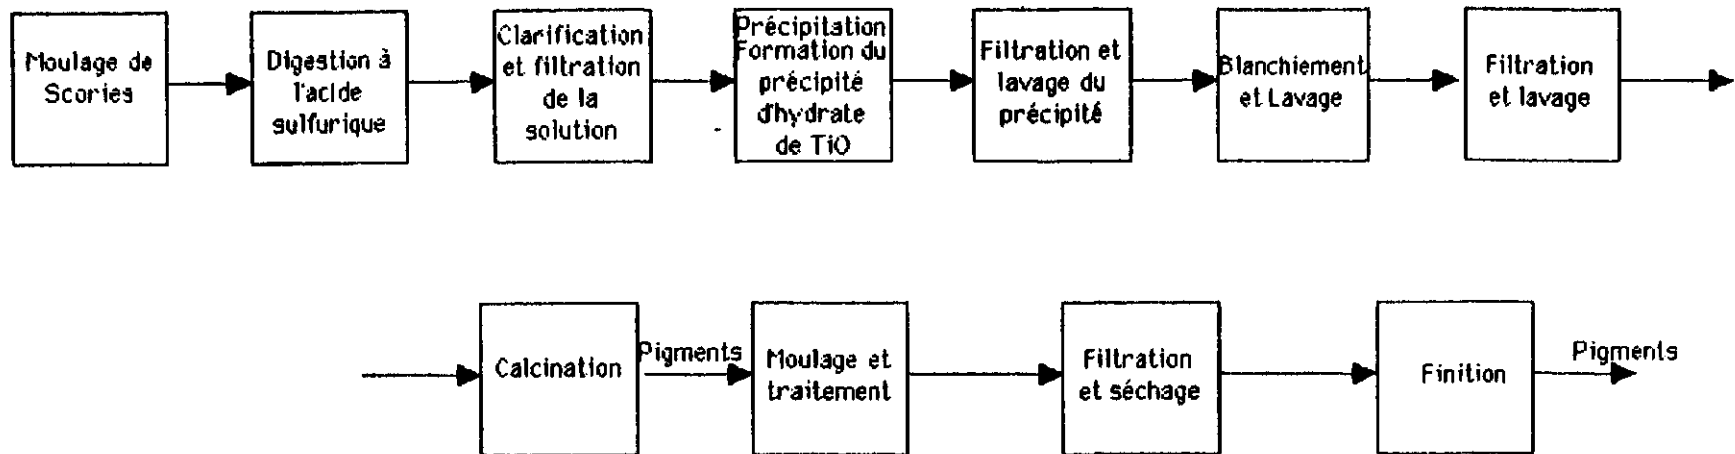 Moulage de
Scories
Digestion à
l'acide
sulfurique
Clarification
et filtration
de la
solution
Précipitation
Formation du
précipité
d'hydrate
de TiO
Filtration et
lavage du
précipité
Blanchiement
et Lavage
Filtration
et lavage
Calcination
Pigments
Moulage et
traitement
Filtration
et séchage
Finition
Pigments